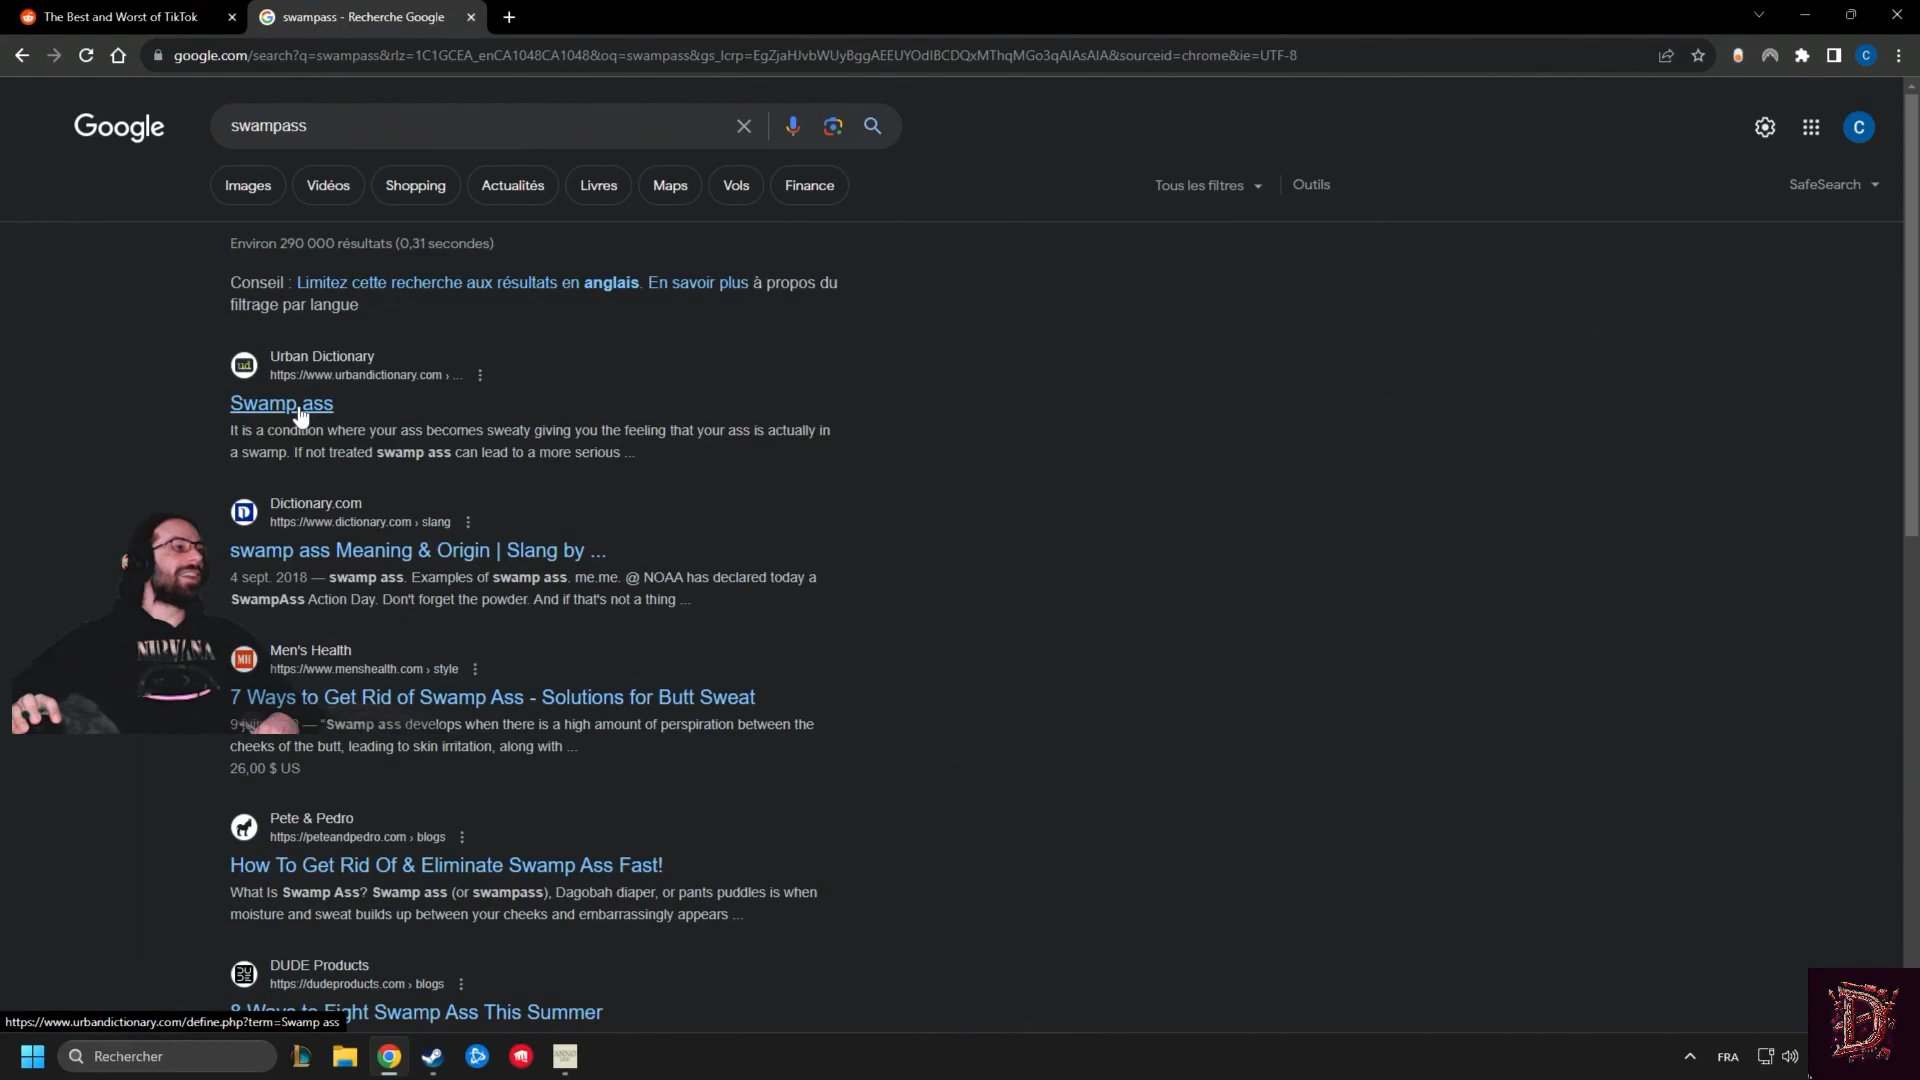 The Best and Worst of TikTok
swampass - Recherche Google
google.com/search?q=swampass&rlz=1C1GCEA_enCA1048CA1048&oq=swampass&gs_lcrp=EgZjaHJvbWUyBggAEEUYOdIBCDQxMThqMGo3qAIAsAIA&sourceid=chrome&ie=UTF-8
C
Google
swampass
C
Images
Vidéos
Shopping
Actualités
Livres
Maps
Vols
Finance
Tous les filtres
Outils
SafeSearch
Environ 290 000 résultats (0,31 secondes)
Conseil : Limitez cette recherche aux résultats en anglais. En savoir plus à propos du
filtrage par langue
ud
Urban Dictionary
https://www.urbandictionary.com › ...
Swamp ass
It is a condition where your ass becomes sweaty giving you the feeling that your ass is actually in
a swamp. If not treated swamp ass can lead to a more serious ...
D
Dictionary.com
https://www.dictionary.com › slang
swamp ass Meaning & Origin | Slang by ...
4 sept. 2018 — swamp ass. Examples of swamp ass. me.me. @ NOAA has declared today a
SwampAss Action Day. Don't forget the powder. And if that's not a thing ...
NIRVANA
MH
Men's Health
https://www.menshealth.com › style
7 Ways to Get Rid of Swamp Ass - Solutions for Butt Sweat
— "Swamp ass develops when there is a high amount of perspiration between the
cheeks of the butt, leading to skin irritation, along with ...
26,00 $ US
Pete & Pedro
https://peteandpedro.com › blogs
How To Get Rid Of & Eliminate Swamp Ass Fast!
What Is Swamp Ass? Swamp ass (or swampass), Dagobah diaper, or pants puddles is when
moisture and sweat builds up between your cheeks and embarrassingly appears ...
DUDE
DUDE Products
https://dudeproducts.com › blogs
8 Ways to Fight Swamp Ass This Summer
https://www.urbandictionary.com/define.php?term=Swamp ass
Rechercher
L
ANNO
FRA
D